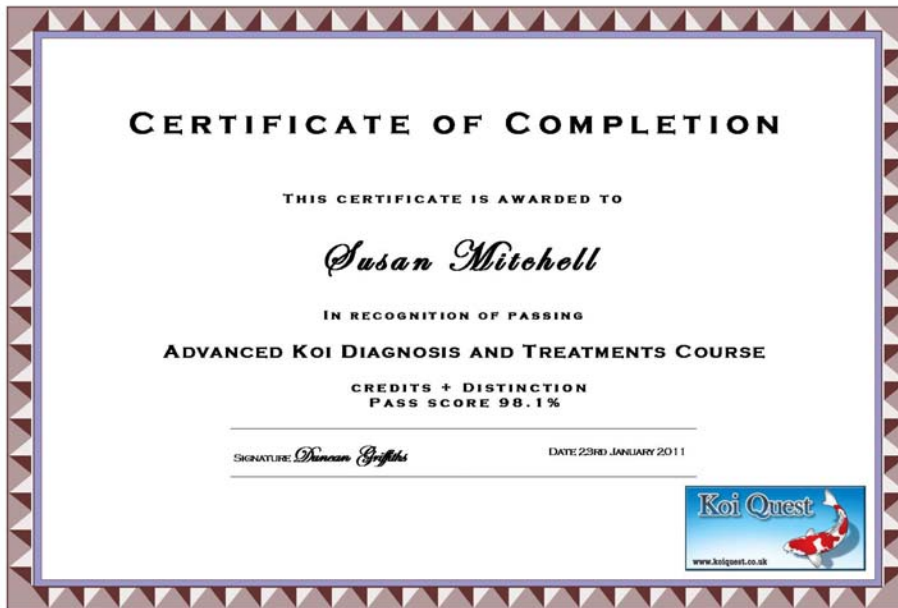 CERTIFICATE OF COMPLETION
THIS CERTIFICATE IS AWARDED TO
Susan Mitchell
IN RECOGNITION OF PASSING
ADVANCED KOI DIAGNOSIS AND TREATMENTS COURSE
CREDITS + DISTINCTION
PASS SCORE 98.1%
SIGNATURE Duncan Griffiths DATE 23RD JANUARY 2011
Koi Quest
www.koiquest.co.uk